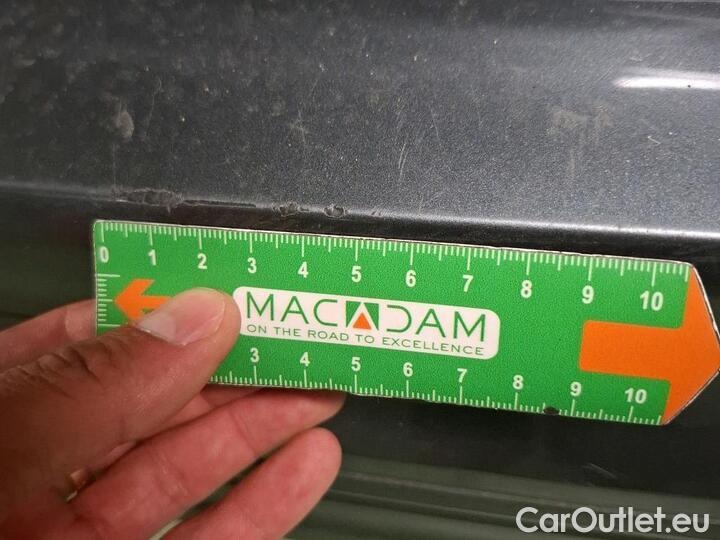 0 1 2 3 4 5 6 7 8 9 10
MACADAM
ON THE ROAD TO EXCELLENCE
3 4 5 6 7 8 9 10
CarOutlet.eu